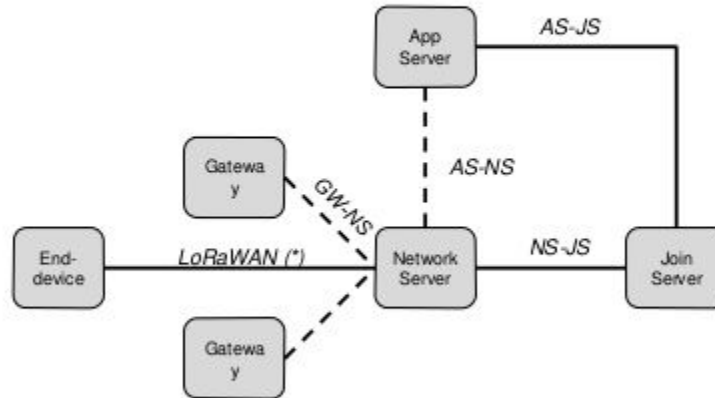 App
Server
AS-JS
Gatewa
y
GW-NS
AS-NS
End-
device
LoRaWAN (*)
Network
Server
NS-JS
Join
Server
Gatewa
y